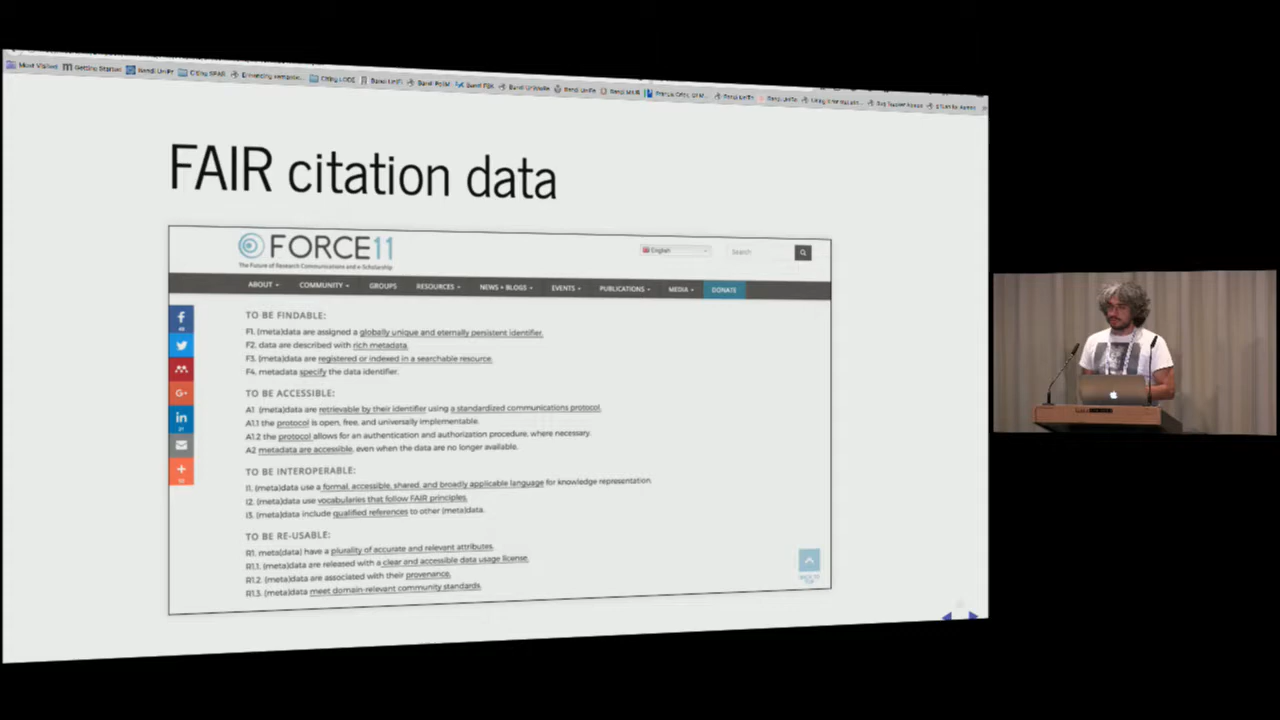 Most Visited Getting Started
FAIR citation data
FORCE11
The Future of Research Communications and e-Scholarship
English
Search
ABOUT COMMUNITY GROUPS RESOURCES NEWS + BLOGS EVENTS PUBLICATIONS MEDIA DONATE
TO BE FINDABLE:
F1. (meta)data are assigned a globally unique and eternally persistent identifier.
F2. data are described with rich metadata.
F3. (meta)data are registered or indexed in a searchable resource.
F4. metadata specify the data identifier.
TO BE ACCESSIBLE:
A1 (meta)data are retrievable by their identifier using a standardized communications protocol.
A1.1 the protocol is open, free, and universally implementable.
A1.2 the protocol allows for an authentication and authorization procedure, where necessary.
A2 metadata are accessible, even when the data are no longer available.
TO BE INTEROPERABLE:
I1. (meta)data use a formal, accessible, shared, and broadly applicable language for knowledge representation.
I2. (meta)data use vocabularies that follow FAIR principles.
I3. (meta)data include qualified references to other (meta)data.
TO BE RE-USABLE:
R1. meta(data) have a plurality of accurate and relevant attributes.
R1.1. (meta)data are released with a clear and accessible data usage license.
R1.2. (meta)data are associated with their provenance.
R1.3. (meta)data meet domain-relevant community standards.
BACK TO
TOP